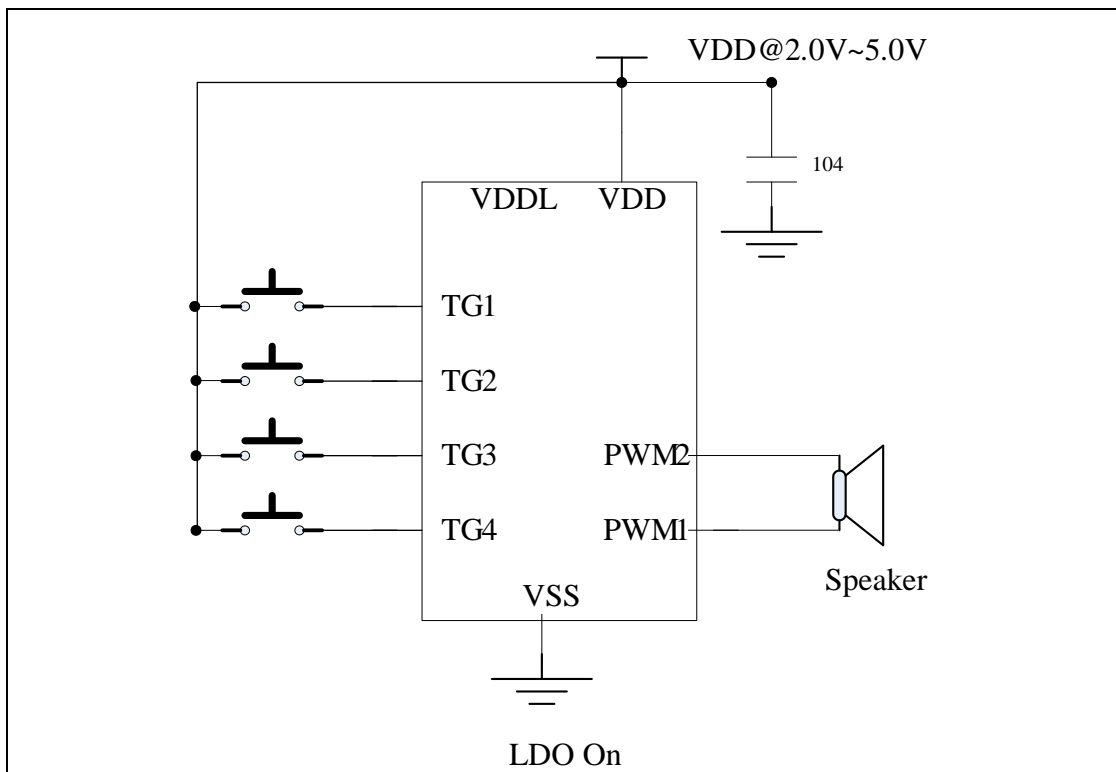 VDD@2.0V~5.0V
104
VDDL VDD
TG1
TG2
TG3 PWM2
TG4 PWM1
Speaker
VSS
LDO On